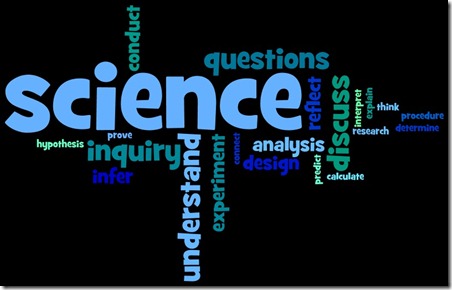 conduct
questions
science
reflect
discuss
interpret
explain
think
procedure
research
determine
prove
hypothesis
inquiry
understand
experiment
connect
analysis
design
predict
infer
calculate